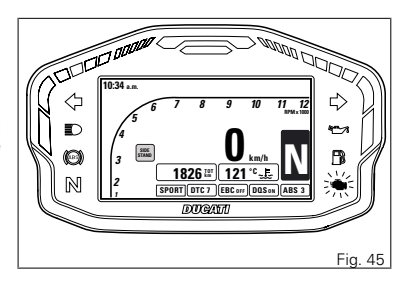 10:34 a.m.
1 2 3 4 5 6 7 8 9 10 11 12
RPM x 1000
SIDE STAND
0 km/h
N
1826 TOT km
121 °C
SPORT DTC 7 EBC OFF DQS ON ABS 3
ABS
N
DUCATI
Fig. 45